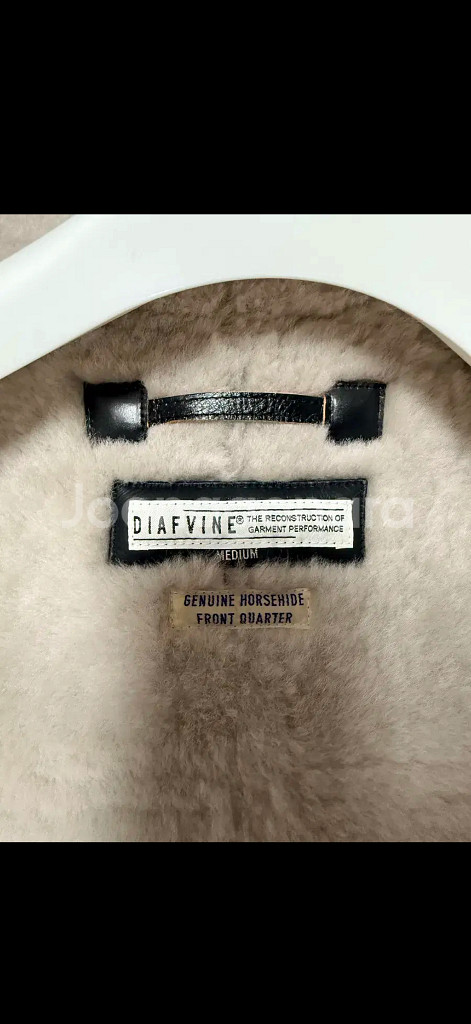 DIAFVINE® THE RECONSTRUCTION OF
GARMENT PERFORMANCE
MEDIUM
GENUINE HORSEHIDE
FRONT QUARTER